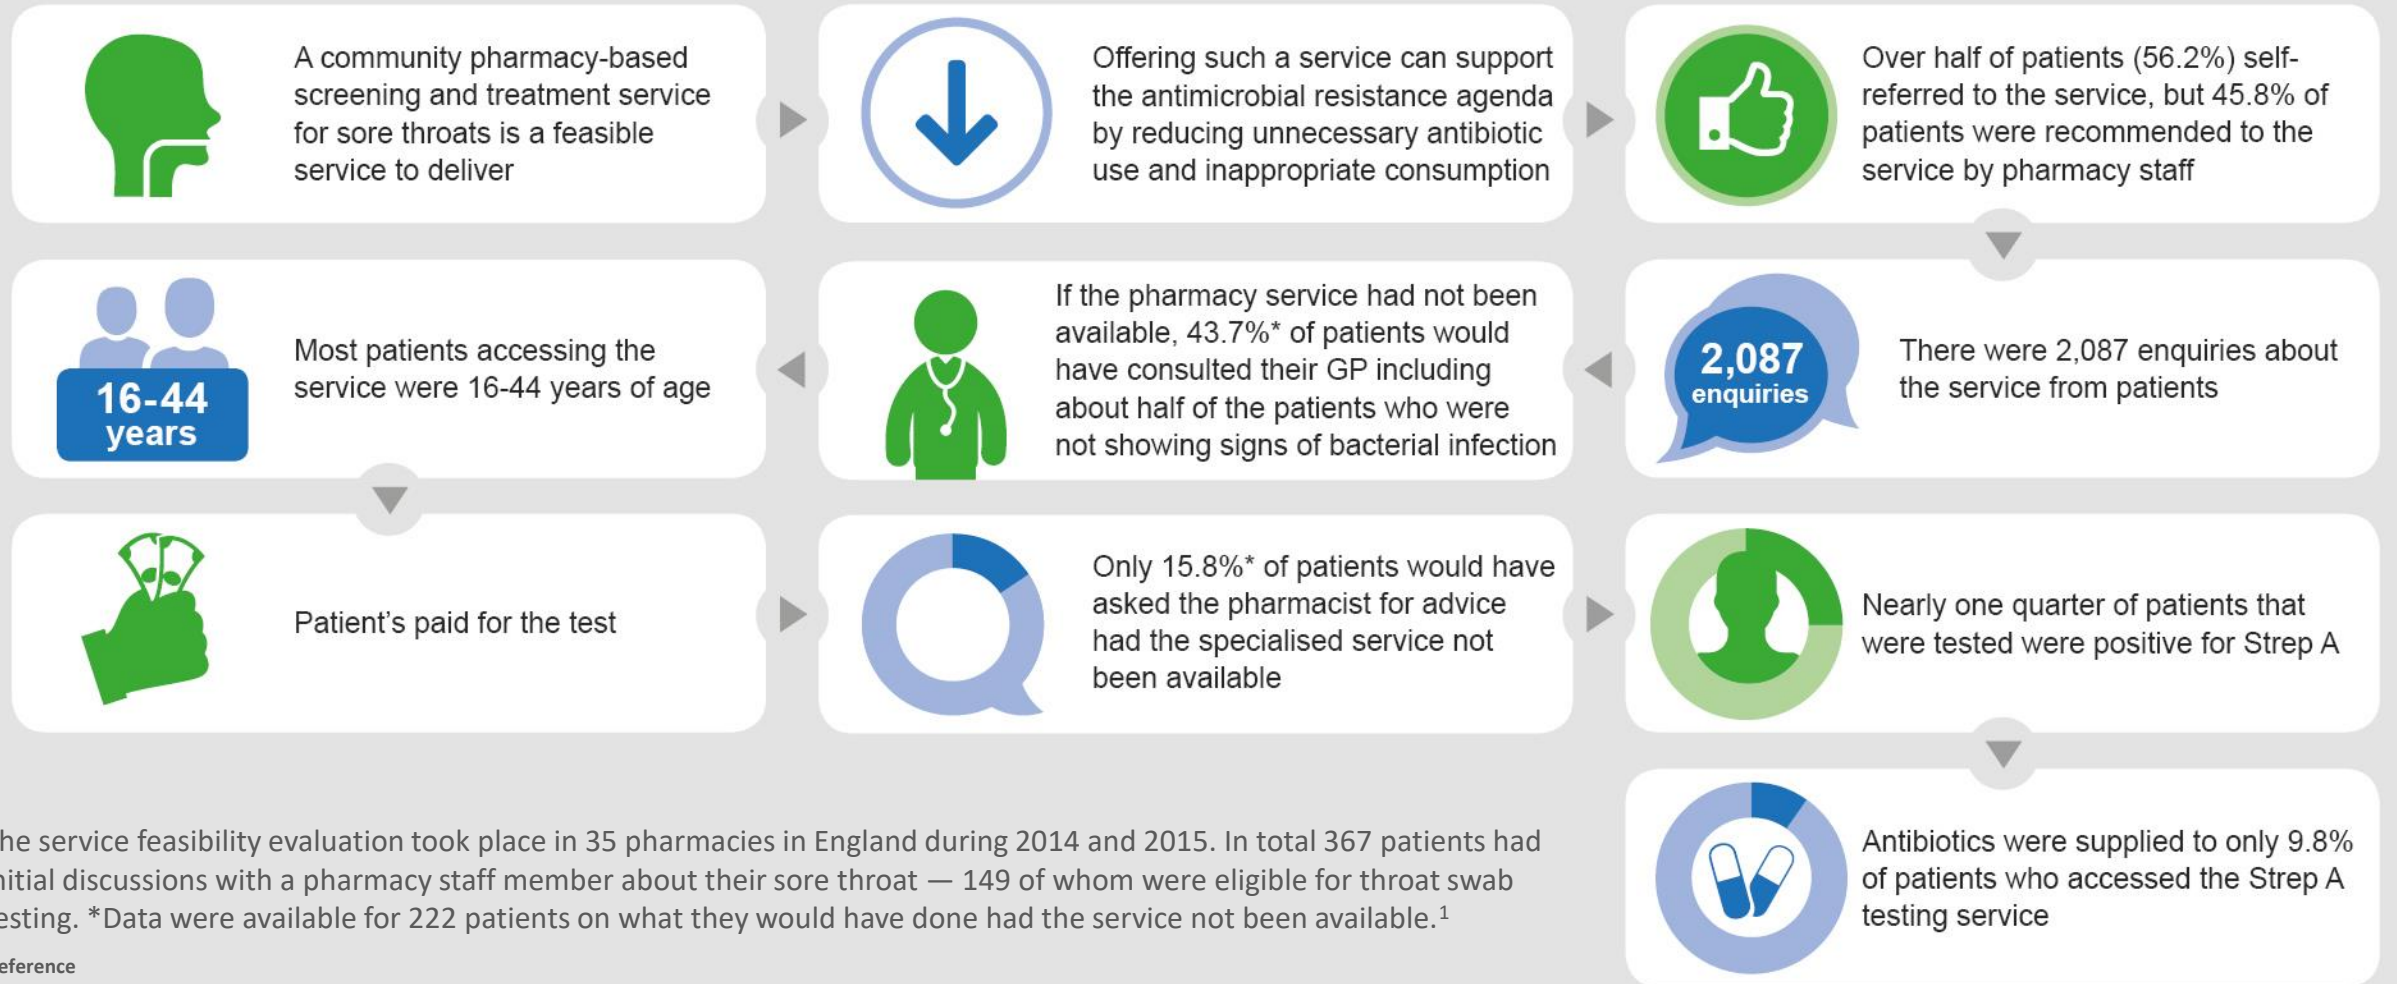 A community pharmacy-based
screening and treatment service
for sore throats is a feasible
service to deliver
Offering such a service can support
the antimicrobial resistance agenda
by reducing unnecessary antibiotic
use and inappropriate consumption
Over half of patients (56.2%) self-
referred to the service, but 45.8% of
patients were recommended to the
service by pharmacy staff
2,087
enquiries
There were 2,087 enquiries about
the service from patients
If the pharmacy service had not been
available, 43.7%* of patients would
have consulted their GP including
about half of the patients who were
not showing signs of bacterial infection
16-44
years
Most patients accessing the
service were 16-44 years of age
Patient's paid for the test
Only 15.8%* of patients would have
asked the pharmacist for advice
had the specialised service not
been available
Nearly one quarter of patients that
were tested were positive for Strep A
Antibiotics were supplied to only 9.8%
of patients who accessed the Strep A
testing service
he service feasibility evaluation took place in 35 pharmacies in England during 2014 and 2015. In total 367 patients had
nitial discussions with a pharmacy staff member about their sore throat — 149 of whom were eligible for throat swab
esting. *Data were available for 222 patients on what they would have done had the service not been available.1
eference